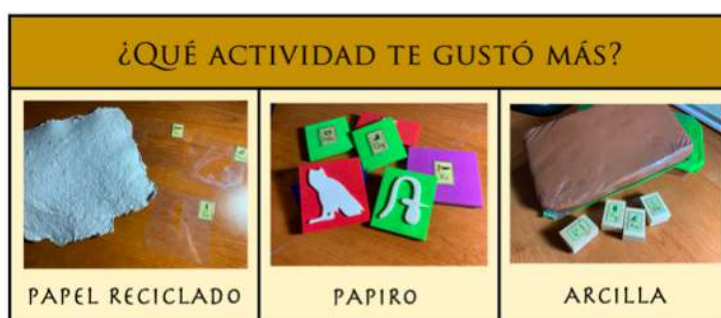 ¿QUÉ ACTIVIDAD TE GUSTÓ MÁS?
PAPEL RECICLADO
PAPIRO
ARCILLA